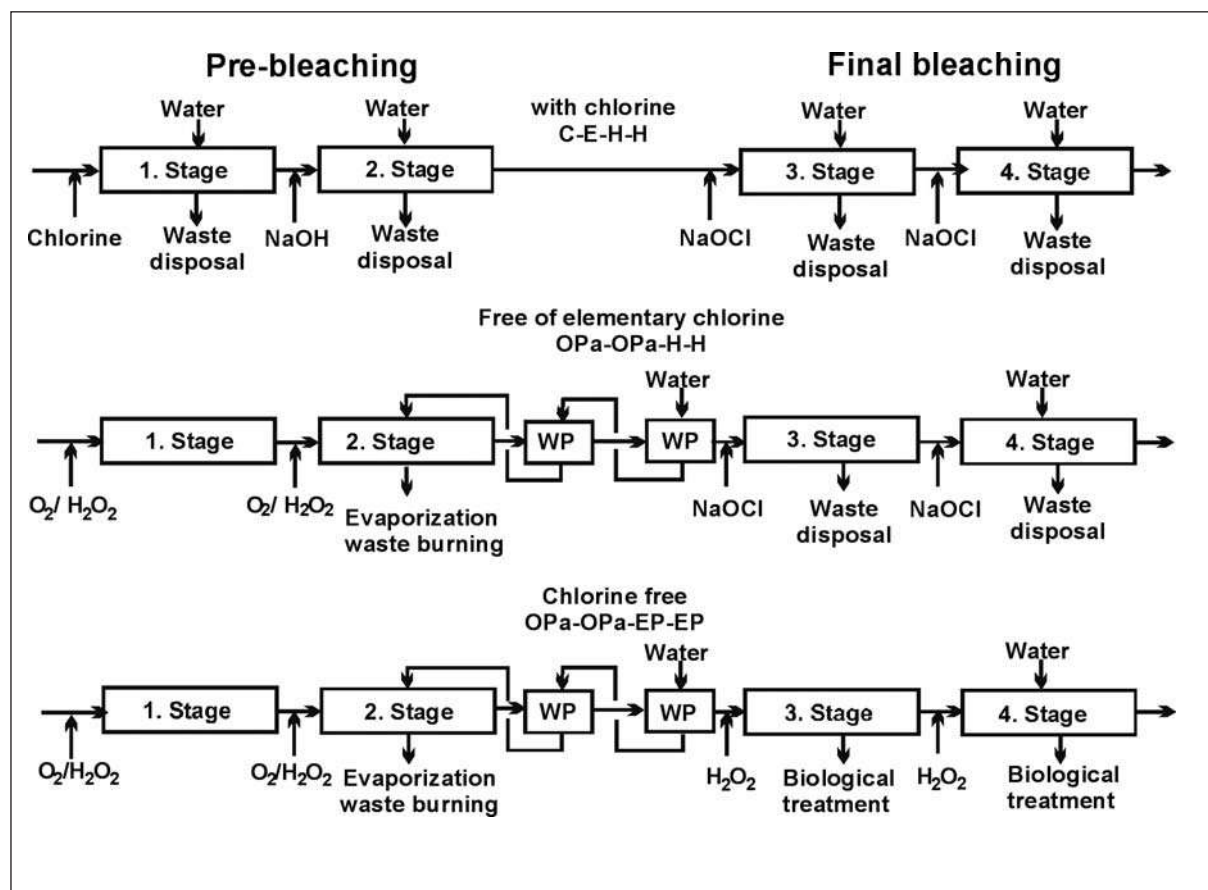 Pre-bleaching
Final bleaching
Water
Water
with chlorine
C-E-H-H
Water
Water
1. Stage
2. Stage
3. Stage
4. Stage
Chlorine
Waste
disposal
NaOH
Waste
disposal
NaOCl
Waste
disposal
NaOCl
Waste
disposal
Free of elementary chlorine
OPa-OPa-H-H
Water
Water
1. Stage
2. Stage
WP
WP
3. Stage
4. Stage
O₂/ H₂O₂
O₂/ H₂O₂
Evaporization
waste burning
NaOCl
Waste
disposal
NaOCl
Waste
disposal
Chlorine free
OPa-OPa-EP-EP
Water
Water
1. Stage
2. Stage
WP
WP
3. Stage
4. Stage
O₂/H₂O₂
O₂/H₂O₂
Evaporization
waste burning
H₂O₂
Biological
treatment
H₂O₂
Biological
treatment